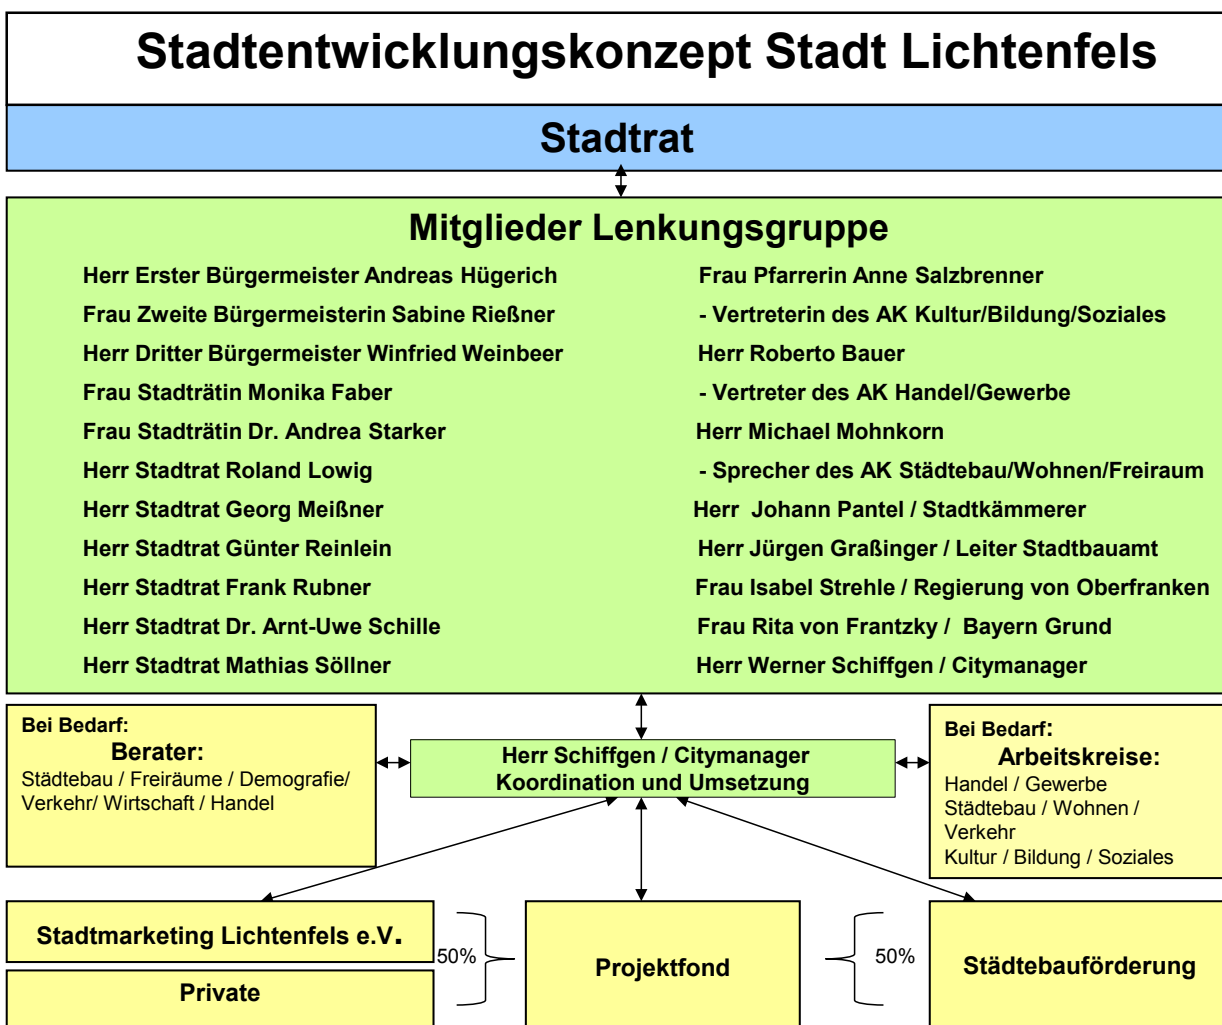 Stadtentwicklungskonzept Stadt Lichtenfels
Stadtrat
Mitglieder Lenkungsgruppe
Herr Erster Bürgermeister Andreas Hügerich
Frau Zweite Bürgermeisterin Sabine Rießner
Herr Dritter Bürgermeister Winfried Weinbeer
Frau Stadträtin Monika Faber
Frau Stadträtin Dr. Andrea Starker
Herr Stadtrat Roland Lowig
Herr Stadtrat Georg Meißner
Herr Stadtrat Günter Reinlein
Herr Stadtrat Frank Rubner
Herr Stadtrat Dr. Arnt-Uwe Schille
Herr Stadtrat Mathias Söllner
Frau Pfarrerin Anne Salzbrenner
- Vertreterin des AK Kultur/Bildung/Soziales
Herr Roberto Bauer
- Vertreter des AK Handel/Gewerbe
Herr Michael Mohnkorn
- Sprecher des AK Städtebau/Wohnen/Freiraum
Herr  Johann Pantel / Stadtkämmerer
Herr Jürgen Graßinger / Leiter Stadtbauamt
Frau Isabel Strehle / Regierung von Oberfranken
Frau Rita von Frantzky /  Bayern Grund
Herr Werner Schiffgen / Citymanager
Bei Bedarf:
Berater:
Städtebau / Freiräume / Demografie/
Verkehr/ Wirtschaft / Handel
Herr Schiffgen / Citymanager
Koordination und Umsetzung
Bei Bedarf:
Arbeitskreise:
Handel / Gewerbe
Städtebau / Wohnen /
Verkehr
Kultur / Bildung / Soziales
Stadtmarketing Lichtenfels e.V.
Private
50%
Projektfond
50%
Städtebauförderung